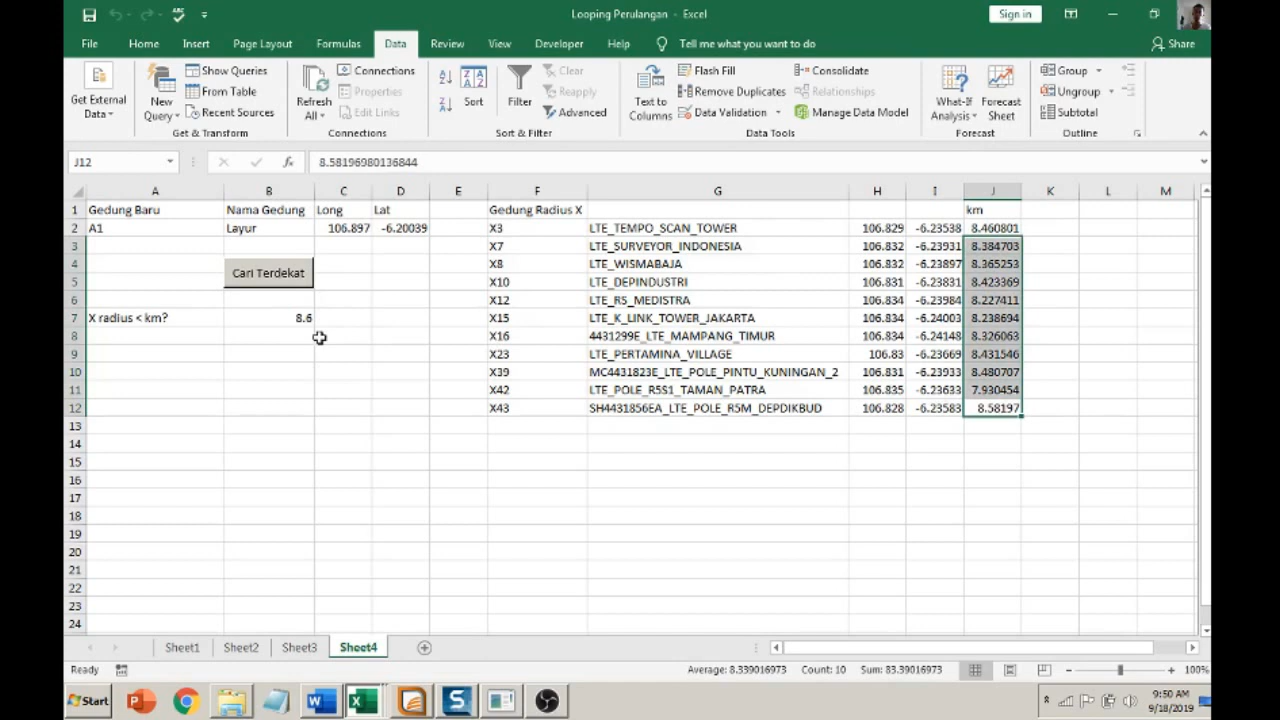 Looping Perulangan - Excel
Sign in
File Home Insert Page Layout Formulas Data Review View Developer Help Tell me what you want to do Share
Get External Data
New Query
Show Queries
From Table
Recent Sources
Get & Transform
Refresh All
Connections
Properties
Edit Links
Connections
Sort
Filter
Clear
Reapply
Advanced
Sort & Filter
Text to Columns
Flash Fill
Remove Duplicates
Data Validation
Consolidate
Relationships
Manage Data Model
Data Tools
What-If Analysis
Forecast Sheet
Forecast
Group
Ungroup
Subtotal
Outline
J12 fx 8.58196980136844
A B C D E F G H I J K L M
1 Gedung Baru Nama Gedung Long Lat Gedung Radius X km
2 A1 Layur 106.897 -6.20039 X3 LTE_TEMPO_SCAN_TOWER 106.829 -6.23538 8.460801
3 X7 LTE_SURVEYOR_INDONESIA 106.832 -6.23931 8.384703
4 X8 LTE_WISMABAJA 106.832 -6.23897 8.365253
Cari Terdekat
5 X10 LTE_DEPINDUSTRI 106.831 -6.23831 8.423369
6 X12 LTE_RS_MEDISTRA 106.834 -6.23984 8.227411
7 X radius < km? 8.6 X15 LTE_K_LINK_TOWER_JAKARTA 106.834 -6.24003 8.238694
8 X16 4431299E_LTE_MAMPANG_TIMUR 106.834 -6.24148 8.326063
9 X23 LTE_PERTAMINA_VILLAGE 106.83 -6.23669 8.431546
10 X39 MC4431823E_LTE_POLE_PINTU_KUNINGAN_2 106.831 -6.23933 8.480707
11 X42 LTE_POLE_R5S1_TAMAN_PATRA 106.835 -6.23633 7.930454
12 X43 SH4431856EA_LTE_POLE_R5M_DEPDIKBUD 106.828 -6.23583 8.58197
13
14
15
16
17
18
19
20
21
22
23
24
Sheet1 Sheet2 Sheet3 Sheet4
Ready Average: 8.339016973 Count: 10 Sum: 83.39016973 100%
Start
9:50 AM
9/18/2019